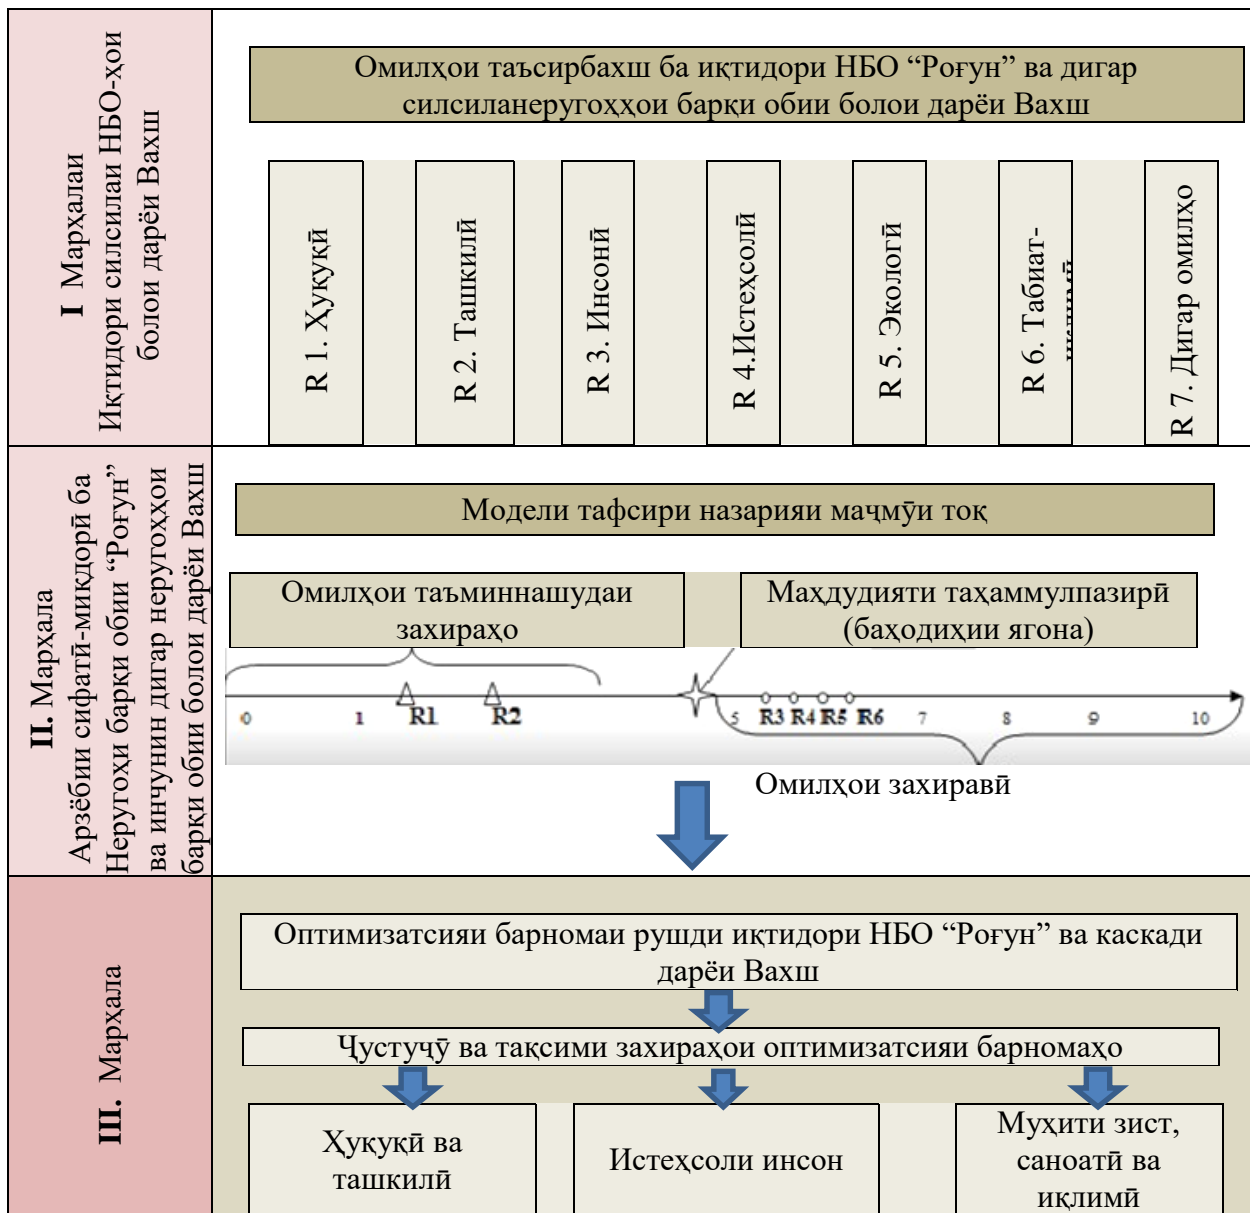 I Марҳалаи
Иқтидори силсилаи НБО-ҳои
болои дарёи Вахш
Омилҳои таъсирбахш ба иқтидори НБО “Роғун” ва дигар
силсиланеругоҳҳои барқи обии болои дарёи Вахш
R 1. Ҳуқуқӣ
R 2. Ташкилӣ
R 3. Инсонӣ
R 4.Истеҳсолӣ
R 5. Экологӣ
R 6. Табиат-
R 7. Дигар омилҳо
II. Марҳала
Арзёбии сифатӣ-миқдорӣ ба
Неругоҳи барқи обии “Роғун”
ва инчунин дигар неругоҳҳои
барқи обии болои дарёи Вахш
Модели тафсири назарияи маҷмӯи тоқ
Омилҳои таъминнашудаи
захираҳо
Маҳдудияти таҳаммулпазирӣ
(баҳодиҳии ягона)
0 1 R1 R2 5 R3 R4 R5 R6 7 8 9 10
Омилҳои захиравӣ
III. Марҳала
Оптимизатсияи барномаи рушди иқтидори НБО “Роғун” ва каскади
дарёи Вахш
Ҷустуҷӯ ва тақсими захираҳои оптимизатсияи барномаҳо
Ҳуқуқӣ ва
ташкилӣ
Истеҳсоли инсон
Муҳити зист,
саноатӣ ва
иқлимӣ